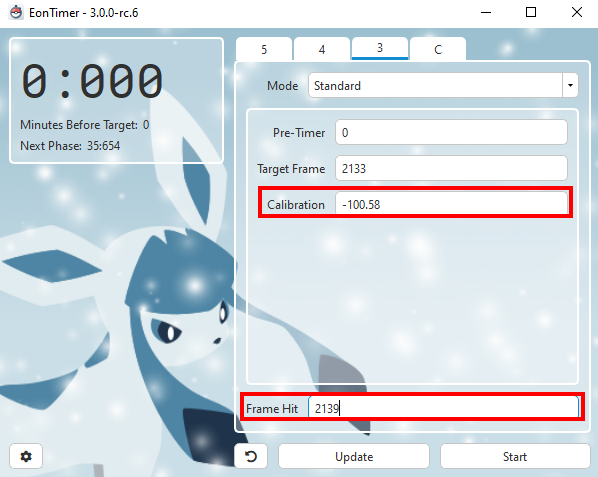 EonTimer - 3.0.0-rc.6
0:000
Minutes Before Target: 0
Next Phase: 35:654
5 4 3 C
Mode Standard
Pre-Timer 0
Target Frame 2133
Calibration -100.58
Frame Hit 2139
Update Start